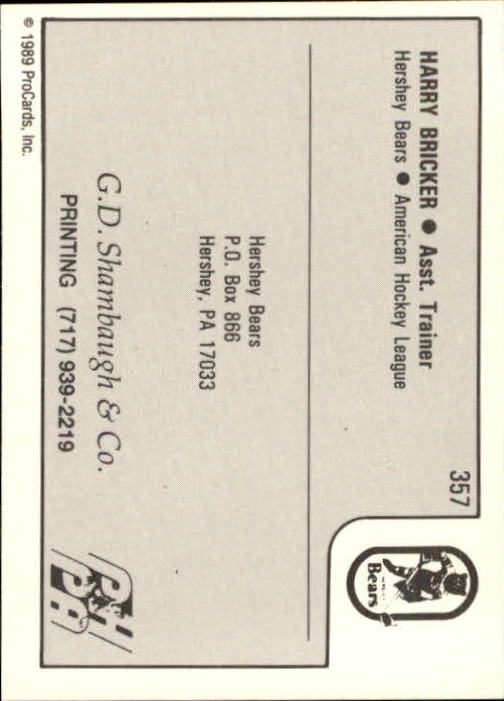 357
HARRY BRICKER ● Asst. Trainer
Hershey Bears ● American Hockey League
Bears
Hershey Bears
P.O. Box 866
Hershey, PA 17033
G.D. Shambaugh & Co.
PRINTING (717) 939-2219
© 1989 ProCards, Inc.